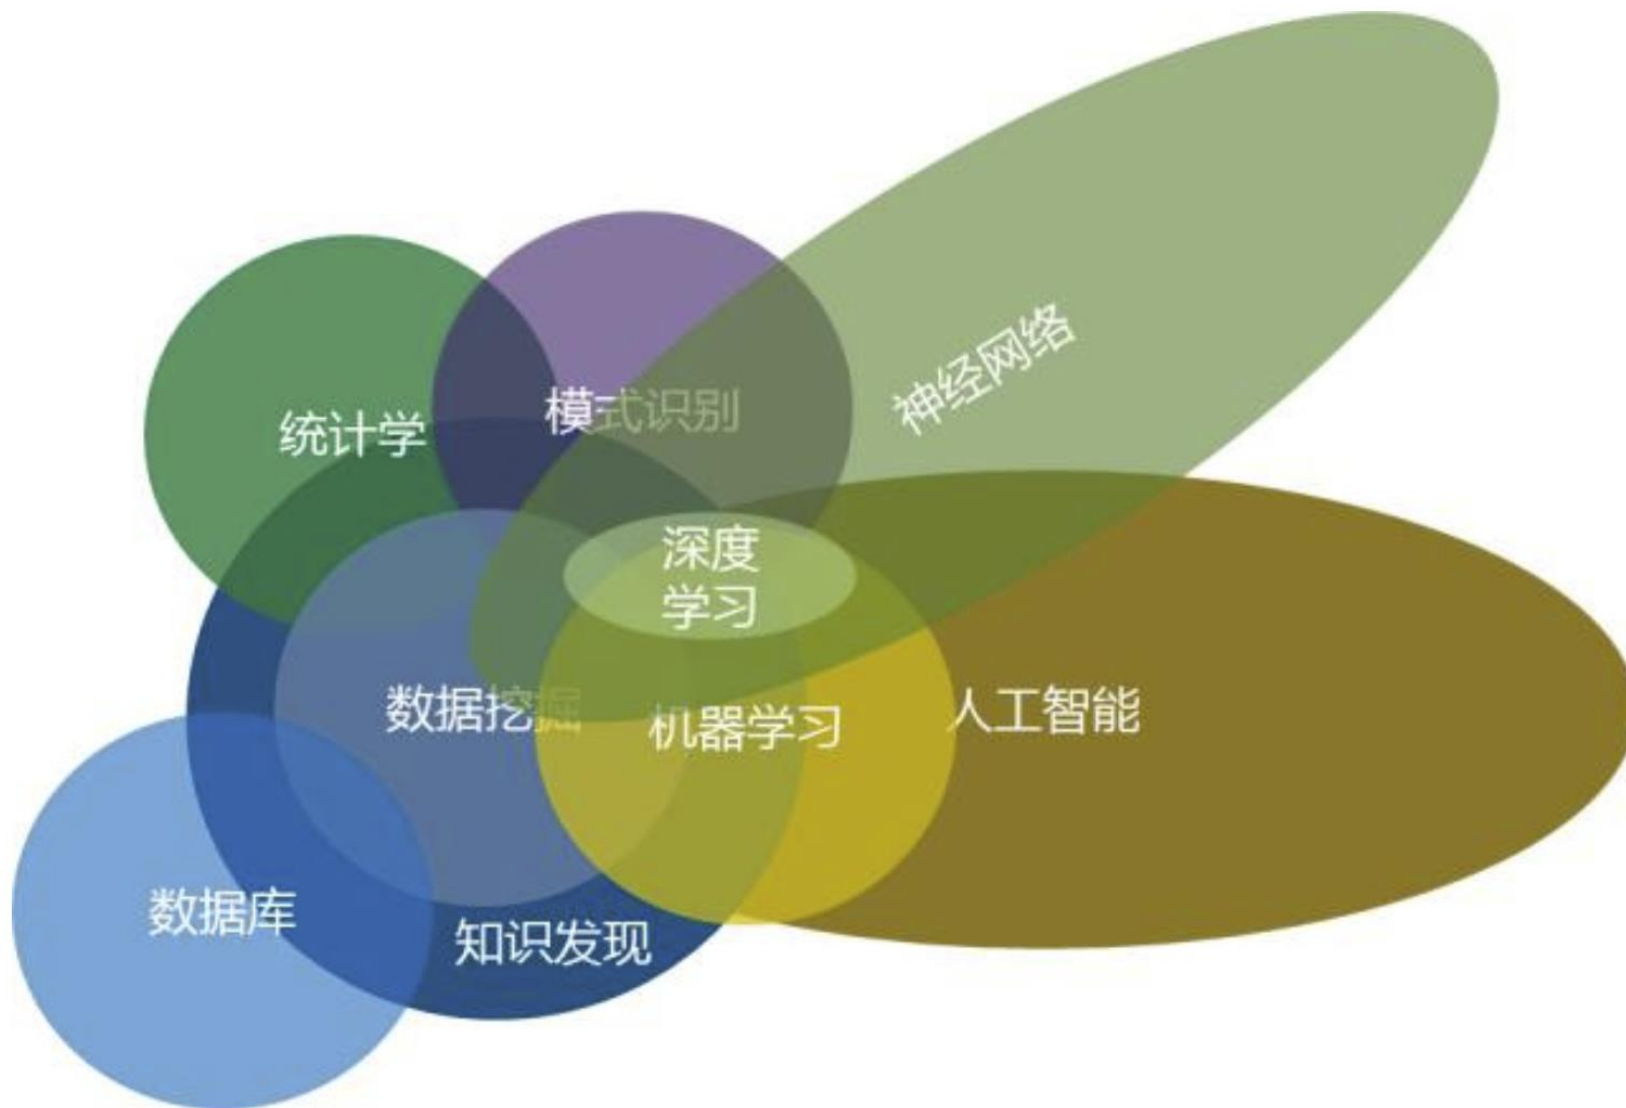 神经网络
模式识别
统计学
深度
学习
数据挖掘
机器学习
人工智能
数据库
知识发现